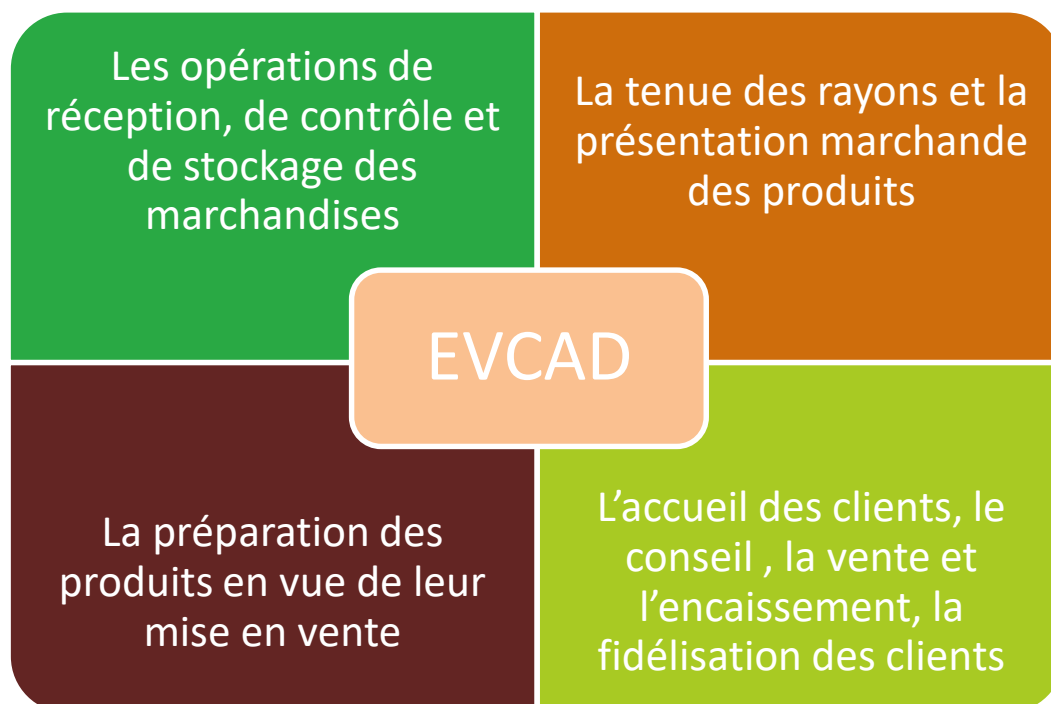 Les opérations de
réception, de contrôle et
de stockage des
marchandises
La tenue des rayons et la
présentation marchande
des produits
EVCAD
La préparation des
produits en vue de leur
mise en vente
L’accueil des clients, le
conseil , la vente et
l’encaissement, la
fidélisation des clients